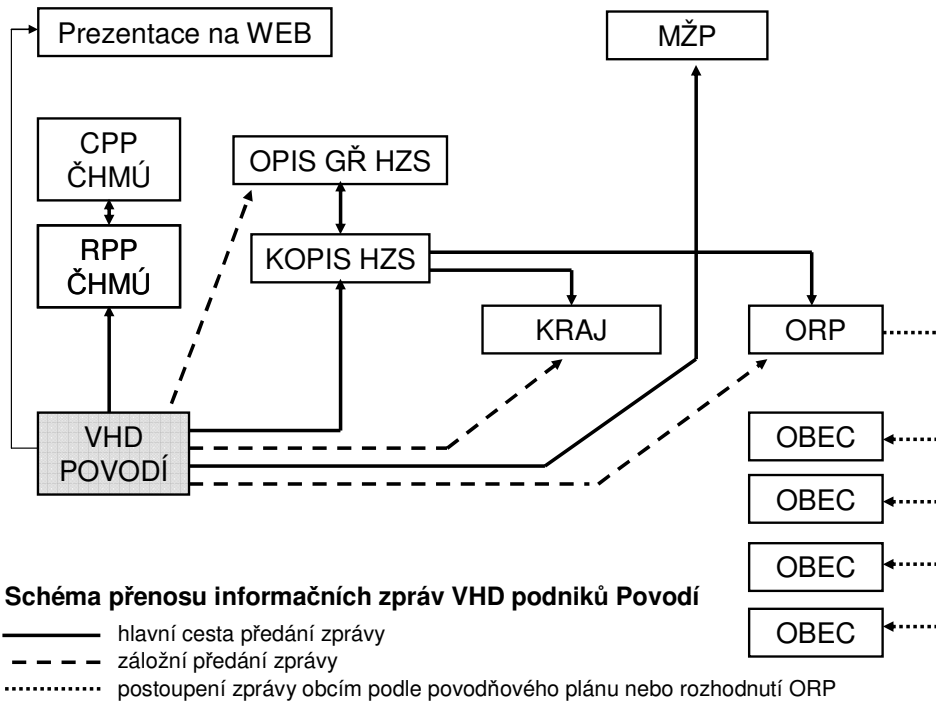 Prezentace na WEB
MŽP
CPP
ČHMÚ
OPIS GŘ HZS
RPP
ČHMÚ
KOPIS HZS
KRAJ
ORP
VHD
POVODÍ
OBEC
OBEC
OBEC
OBEC
Schéma přenosu informačních zpráv VHD podniků Povodí
hlavní cesta předání zprávy
záložní předání zprávy
postoupení zprávy obcím podle povodňového plánu nebo rozhodnutí ORP